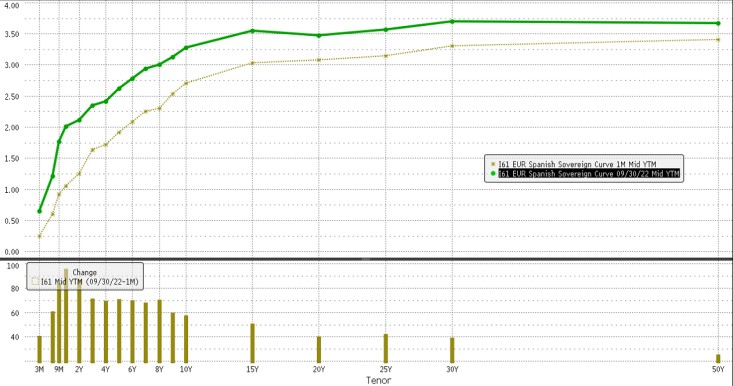 4.00
3.50
3.00
2.50
2.00
1.50
1.00
0.50
0.00
I61 EUR Spanish Sovereign Curve 1M Mid YTM
I61 EUR Spanish Sovereign Curve 09/30/22 Mid YTM
100
80
60
40
Change
I61 Mid YTM (09/30/22-1M)
3M 9M 2Y 4Y 6Y 8Y 10Y 15Y 20Y 25Y 30Y 50Y
Tenor